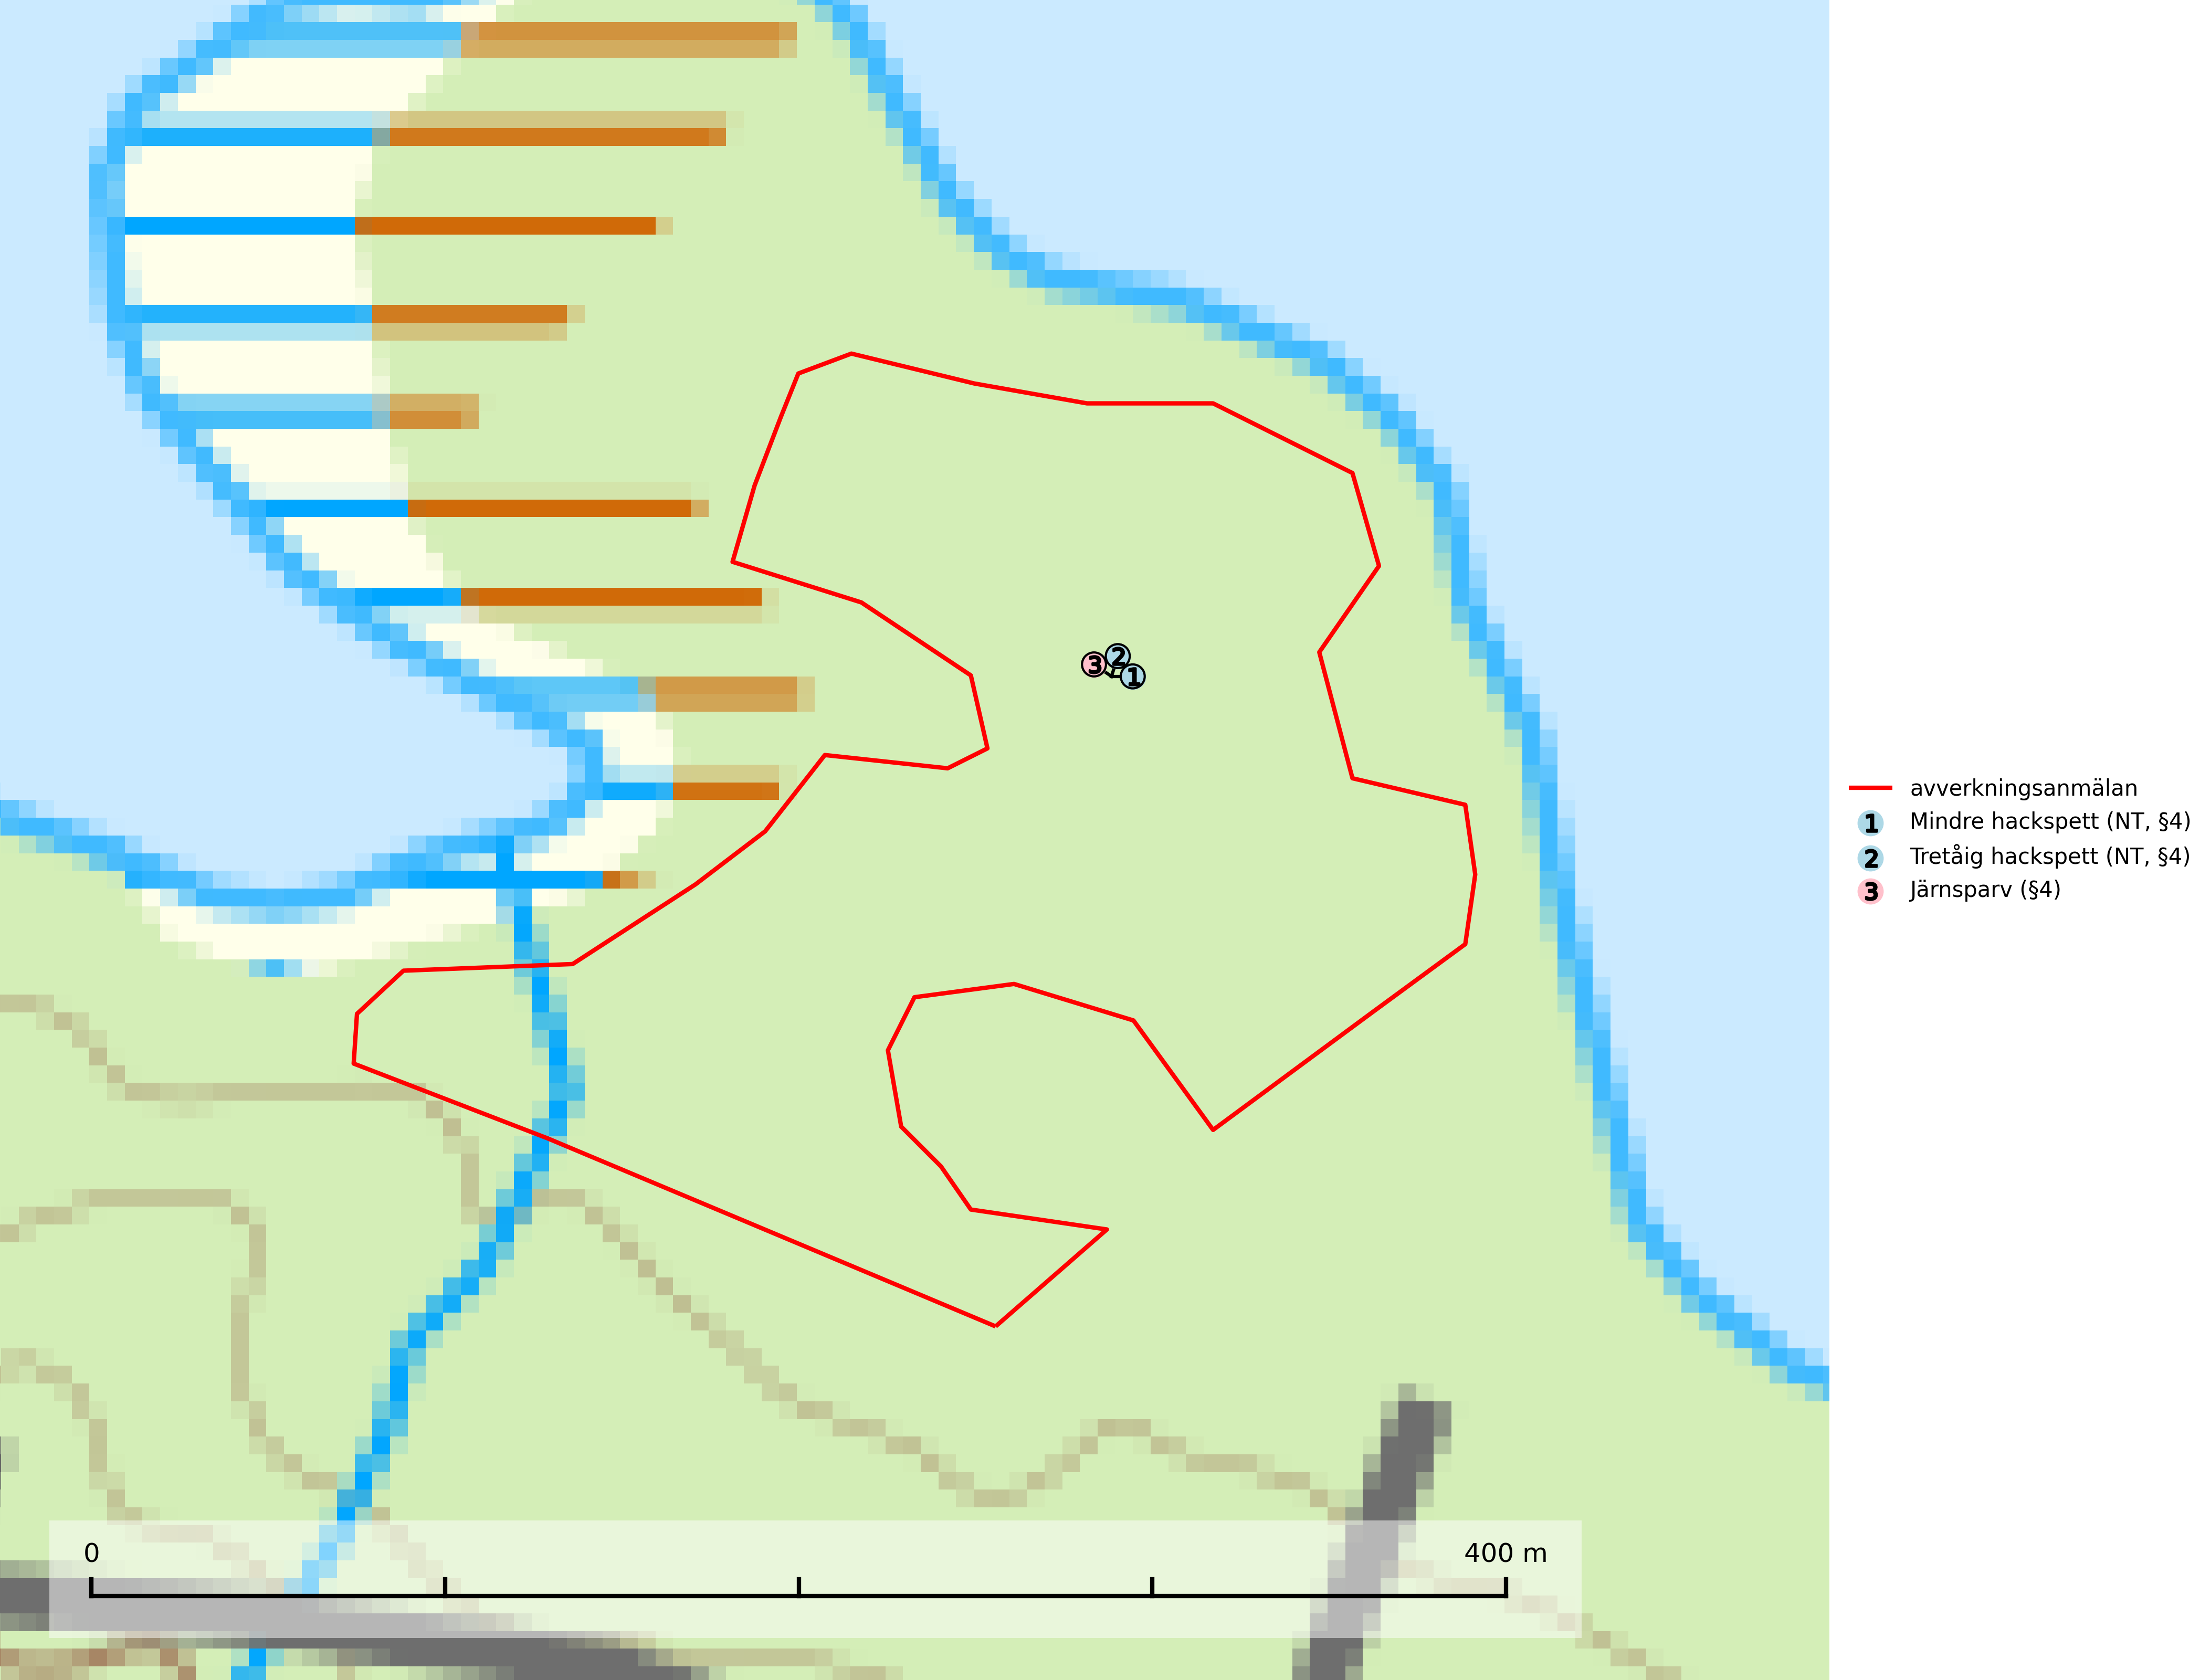 3 2
1
avverkningsanmälan
1 Mindre hackspett (NT, §4)
2 Tretåig hackspett (NT, §4)
3 Järnsparv (§4)
0 400 m